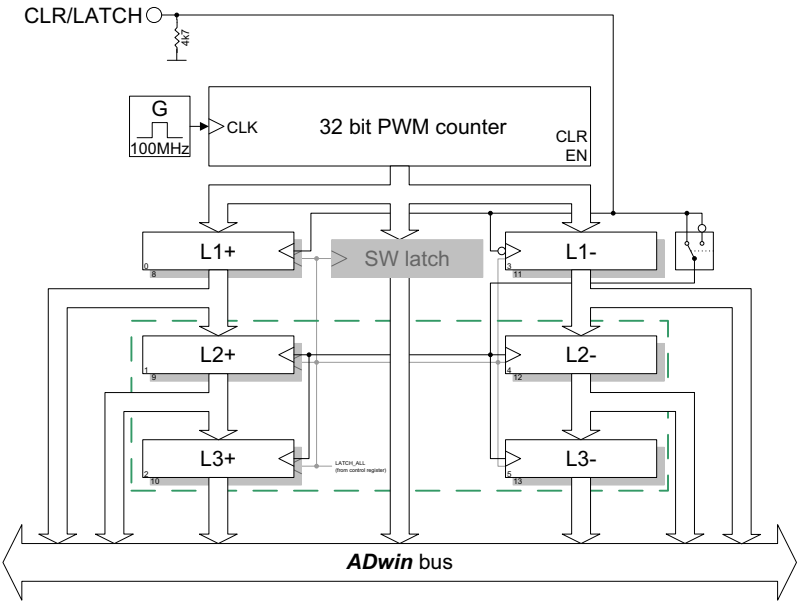 CLR/LATCH
4k7
G
100MHz
CLK
32 bit PWM counter
CLR
EN
L1+
0
8
SW latch
L1-
3
11
L2+
1
9
L2-
4
12
L3+
2
10
LATCH_ALL
(from control register)
L3-
5
13
ADwin bus